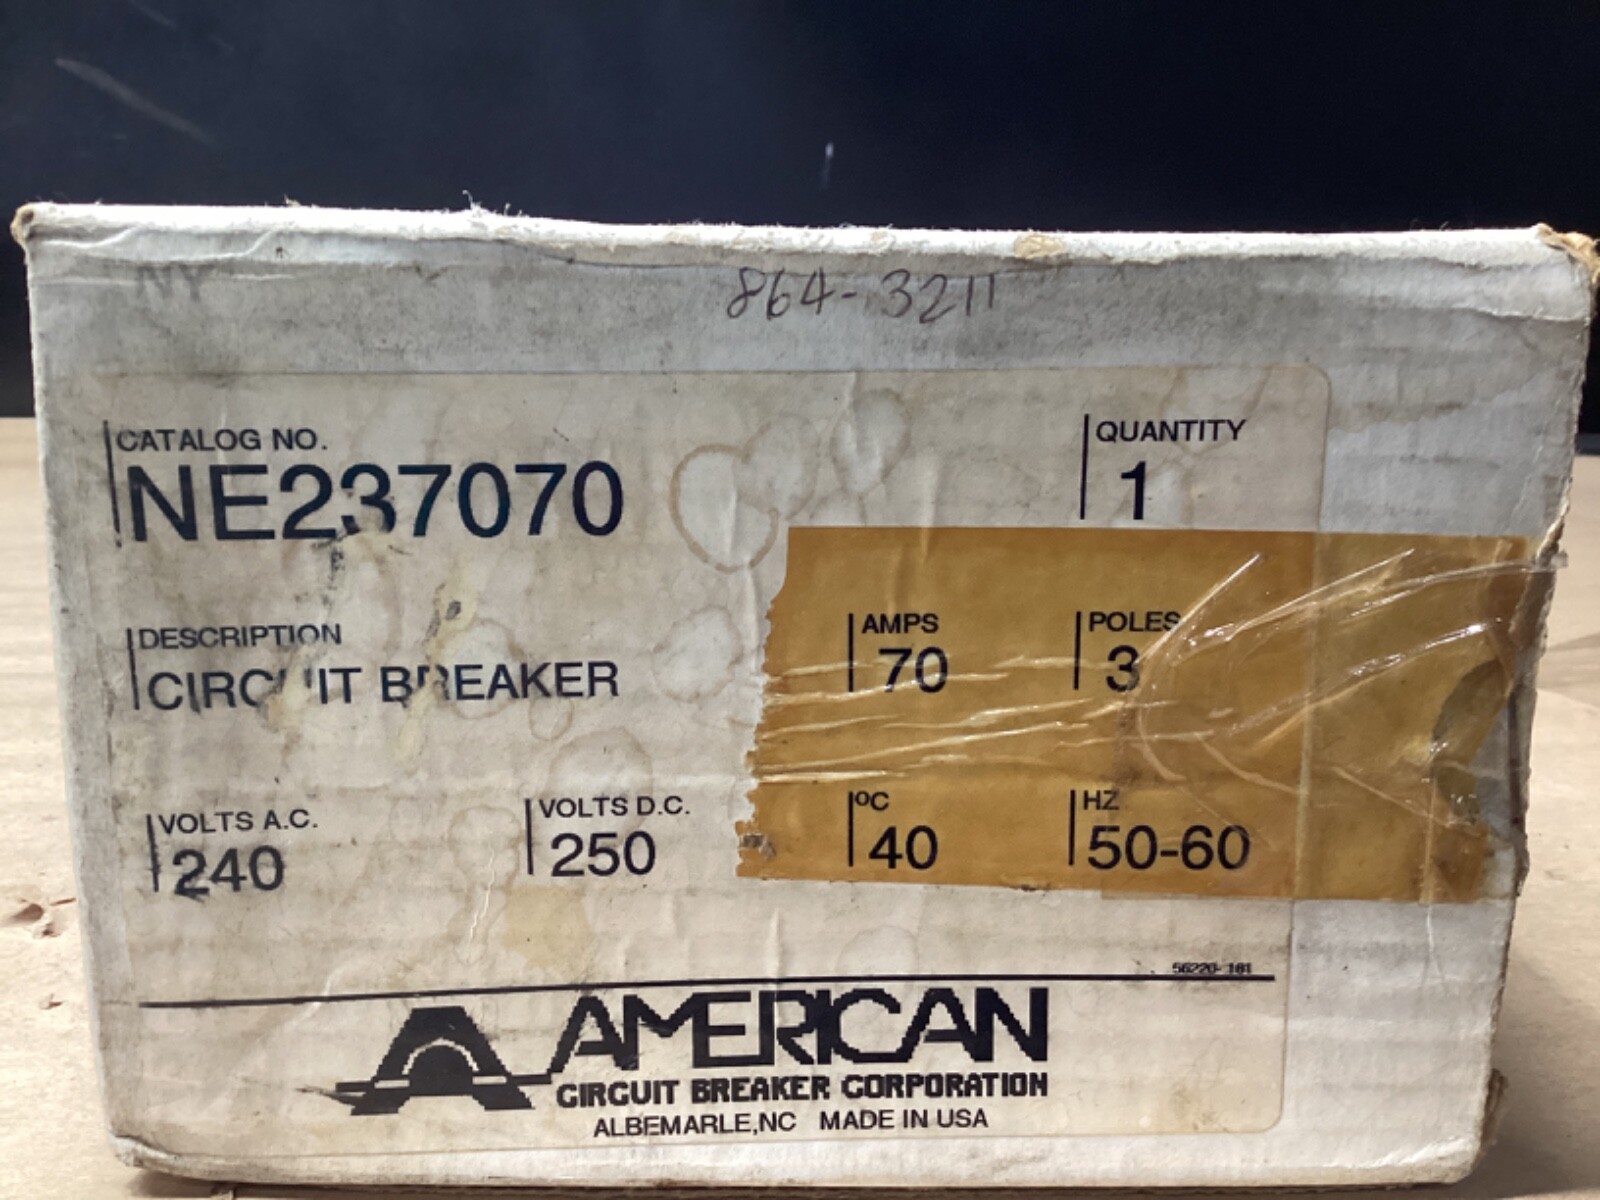 NY
864-3211
CATALOG NO.
NE237070
QUANTITY
1
DESCRIPTION
CIRCUIT BREAKER
AMPS
70
POLES
3
VOLTS A.C.
240
VOLTS D.C.
250
°C
40
HZ
50-60
56220-181
AMERICAN
CIRCUIT BREAKER CORPORATION
ALBEMARLE,NC MADE IN USA